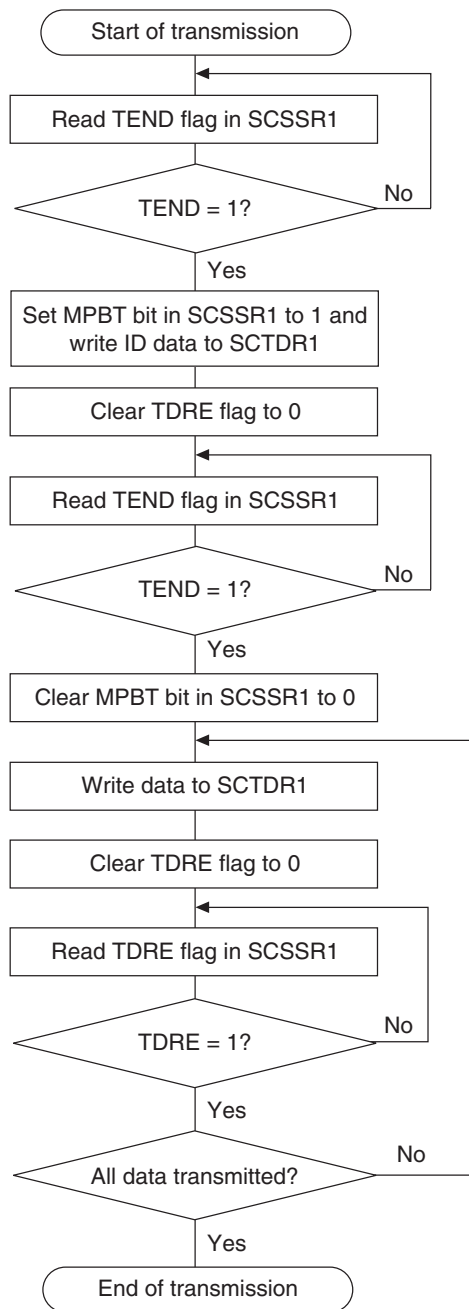 Start of transmission
Read TEND flag in SCSSR1
TEND = 1?
No
Yes
Set MPBT bit in SCSSR1 to 1 and
write ID data to SCTDR1
Clear TDRE flag to 0
Read TEND flag in SCSSR1
TEND = 1?
No
Yes
Clear MPBT bit in SCSSR1 to 0
Write data to SCTDR1
Clear TDRE flag to 0
Read TDRE flag in SCSSR1
TDRE = 1?
No
Yes
All data transmitted?
No
Yes
End of transmission